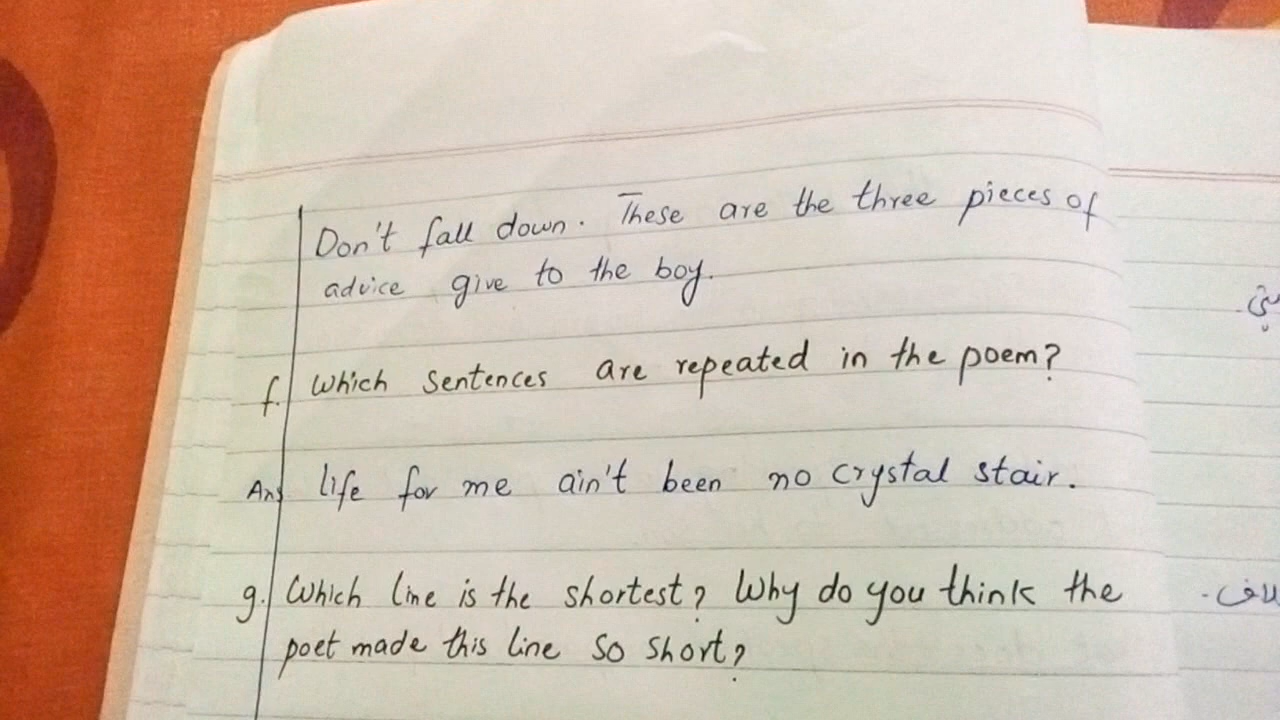 Don't fall down. These are the three pieces of
advice give to the boy.
f. Which sentences are repeated in the poem?
Ans life for me ain't been no crystal stair.
g. Which line is the shortest? Why do you think the
poet made this line so short?